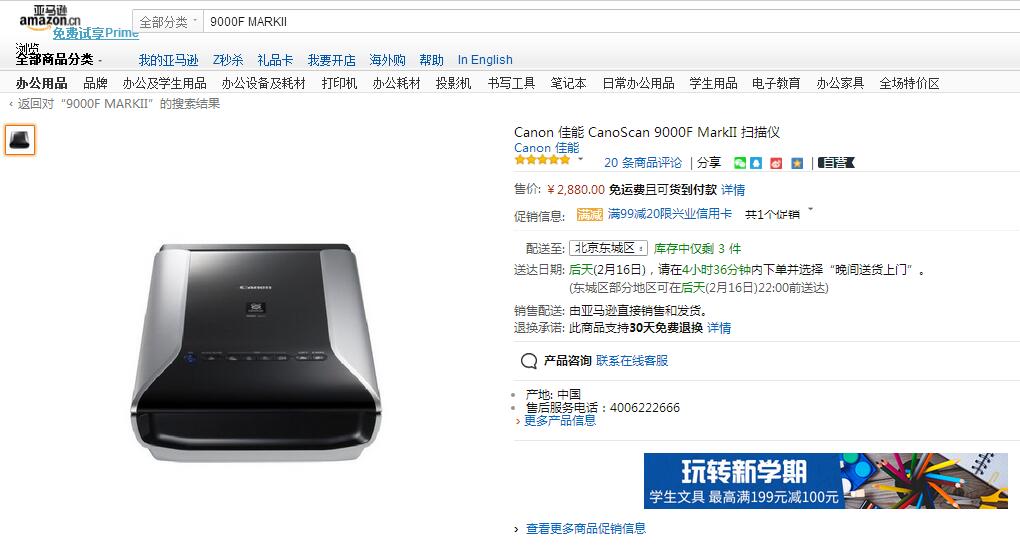 亚马逊
amazon.cn
免费试享Prime
全部分类 9000F MARKII
浏览
全部商品分类 我的亚马逊 Z秒杀 礼品卡 我要开店 海外购 帮助 In English
办公用品 品牌 办公及学生用品 办公设备及耗材 打印机 办公耗材 投影机 书写工具 笔记本 日常办公用品 学生用品 电子教育 办公家具 全场特价区
‹ 返回对“9000F MARKII”的搜索结果
Canon 佳能 CanoScan 9000F MarkII 扫描仪
Canon 佳能
20 条商品评论 | 分享 | 自营
售价: ￥2,880.00 免运费且可货到付款 详情
促销信息: 满减 满99减20限兴业信用卡 共1个促销
配送至: 北京东城区 库存中仅剩 3 件
送达日期: 后天(2月16日)，请在4小时36分钟内下单并选择“晚间送货上门”。
(东城区部分地区可在后天(2月16日)22:00前送达)
销售配送: 由亚马逊直接销售和发货。
退换承诺: 此商品支持30天免费退换 详情
产品咨询 联系在线客服
产地: 中国
售后服务电话：4006222666
› 更多产品信息
Canon
玩转新学期
学生文具 最高满199元减100元
› 查看更多商品促销信息